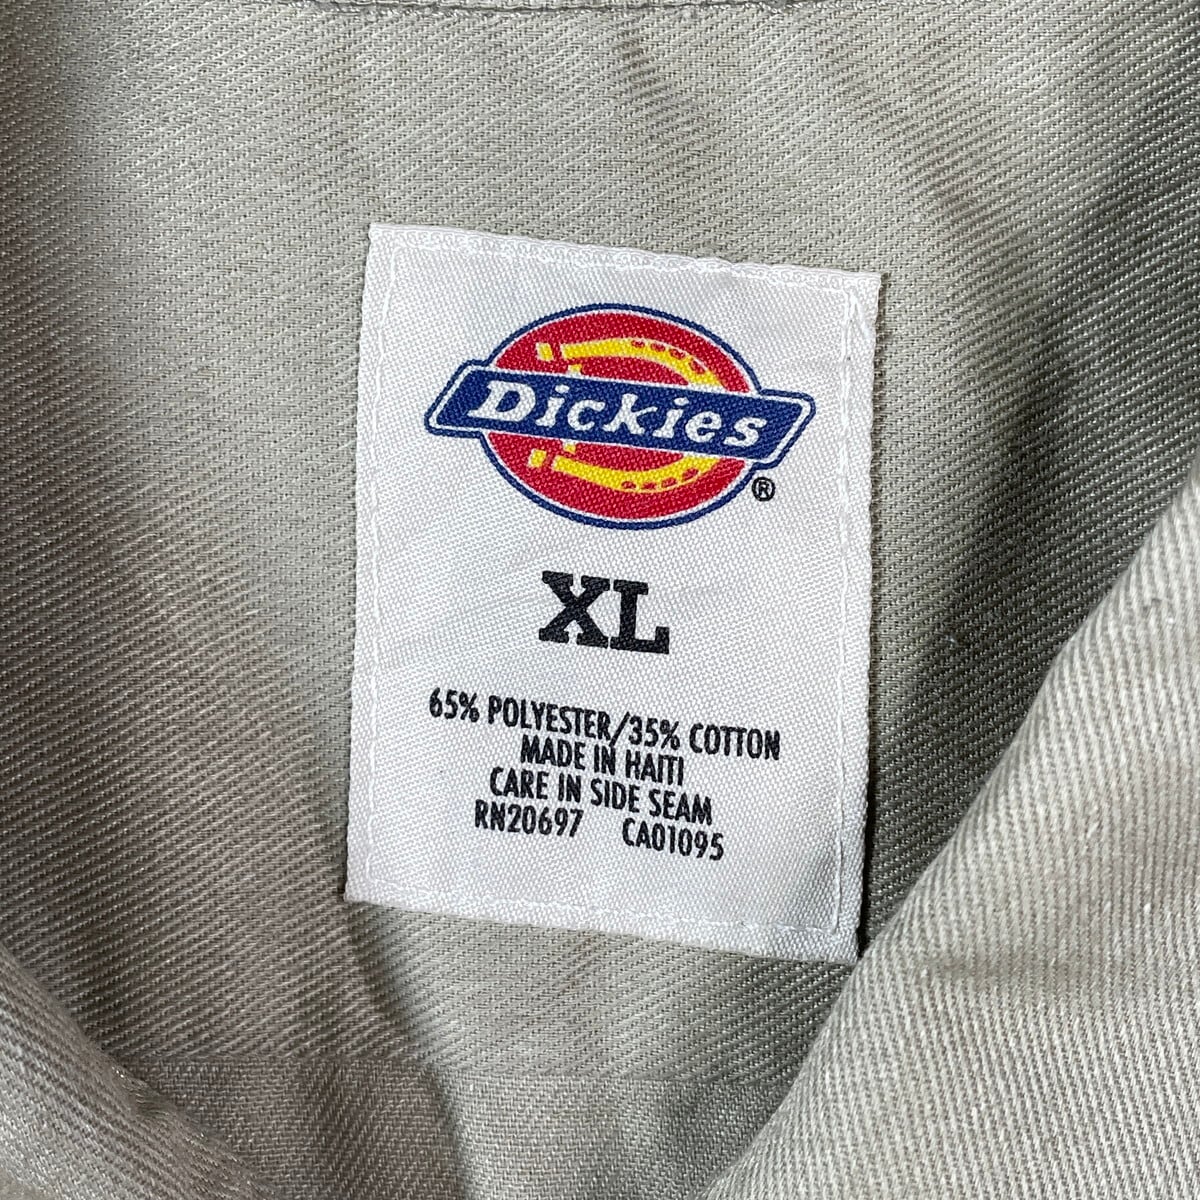 Dickies
®
XL
65% POLYESTER/35% COTTON
MADE IN HAITI
CARE IN SIDE SEAM
RN20697 CA01095